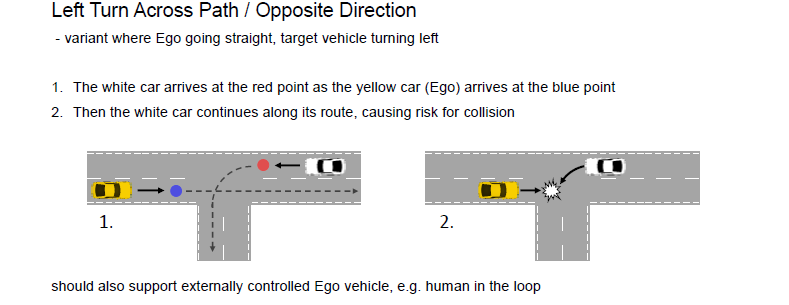 Left Turn Across Path / Opposite Direction
- variant where Ego going straight, target vehicle turning left
1. The white car arrives at the red point as the yellow car (Ego) arrives at the blue point
2. Then the white car continues along its route, causing risk for collision
1.
2.
should also support externally controlled Ego vehicle, e.g. human in the loop